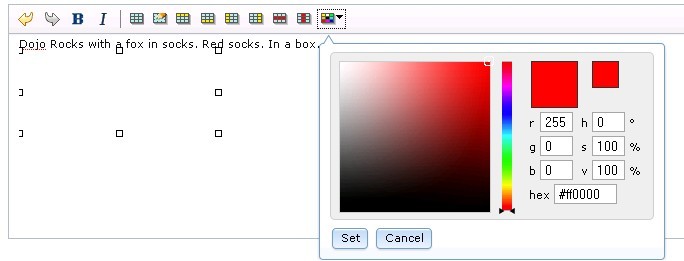 B I
Dojo Rocks with a fox in socks. Red socks. In a box.
r 255 h 0 °
g 0 s 100 %
b 0 v 100 %
hex #ff0000
Set Cancel